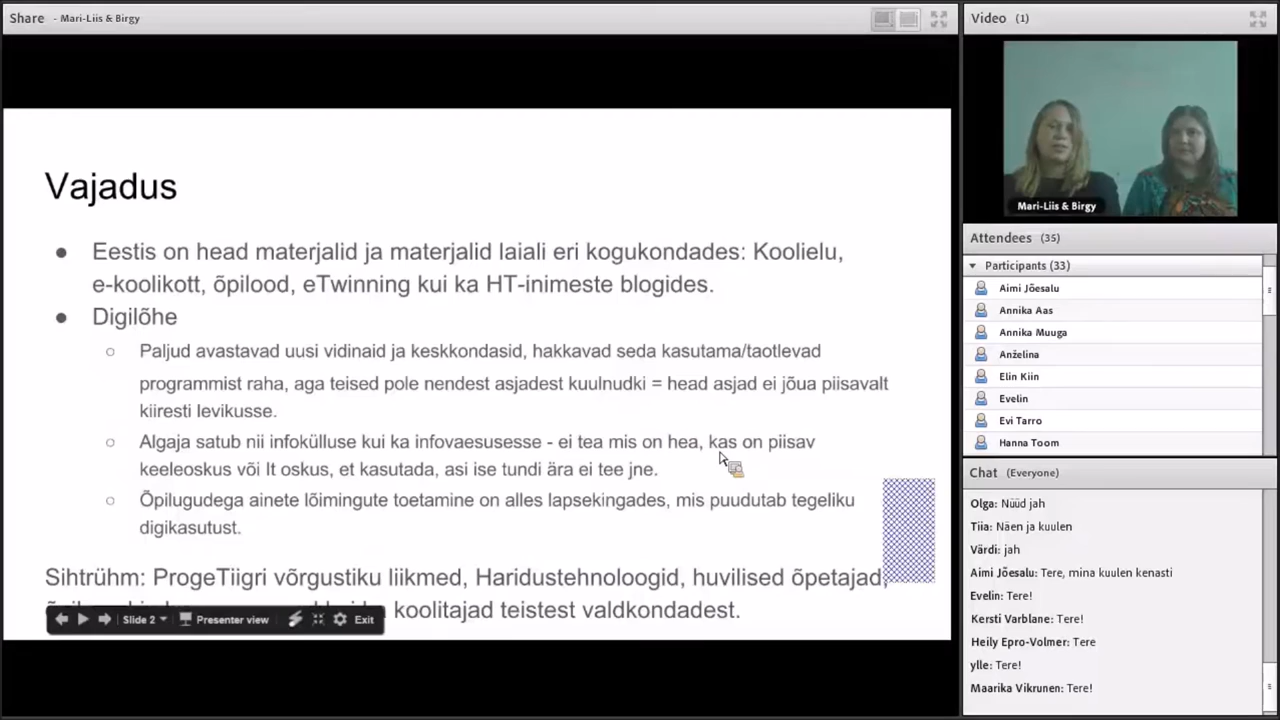 Share - Mari-Liis & Birgy
Vajadus
● Eestis on head materjalid ja materjalid laiali eri kogukondades: Koolielu,
e-koolikott, õpilood, eTwinning kui ka HT-inimeste blogides.
● Digilõhe
○ Paljud avastavad uusi vidinaid ja keskkondasid, hakkavad seda kasutama/taotlevad
programmist raha, aga teised pole nendest asjadest kuulnudki = head asjad ei jõua piisavalt
kiiresti levikusse.
○ Algaja satub nii infokülluse kui ka infovaesusesse - ei tea mis on hea, kas on piisav
keeleoskus või It oskus, et kasutada, asi ise tundi ära ei tee jne.
○ Õpilugudega ainete lõimingute toetamine on alles lapsekingades, mis puudutab tegeliku
digikasutust.
Sihtrühm: ProgeTiigri võrgustiku liikmed, Haridustehnoloogid, huvilised õpetajad,
koolitajad teistest valdkondadest.
Slide 2 Presenter view Exit
Video (1)
Mari-Liis & Birgy
Attendees (35)
Participants (33)
Aimi Jõesalu
Annika Aas
Annika Muuga
Anželina
Elin Kiin
Evelin
Evi Tarro
Hanna Toom
Chat (Everyone)
Olga: Nüüd jah
Tiia: Näen ja kuulen
Värdi: jah
Aimi Jõesalu: Tere, mina kuulen kenasti
Evelin: Tere!
Kersti Varblane: Tere!
Heily Epro-Volmer: Tere
ylle: Tere!
Maarika Vikrunen: Tere!